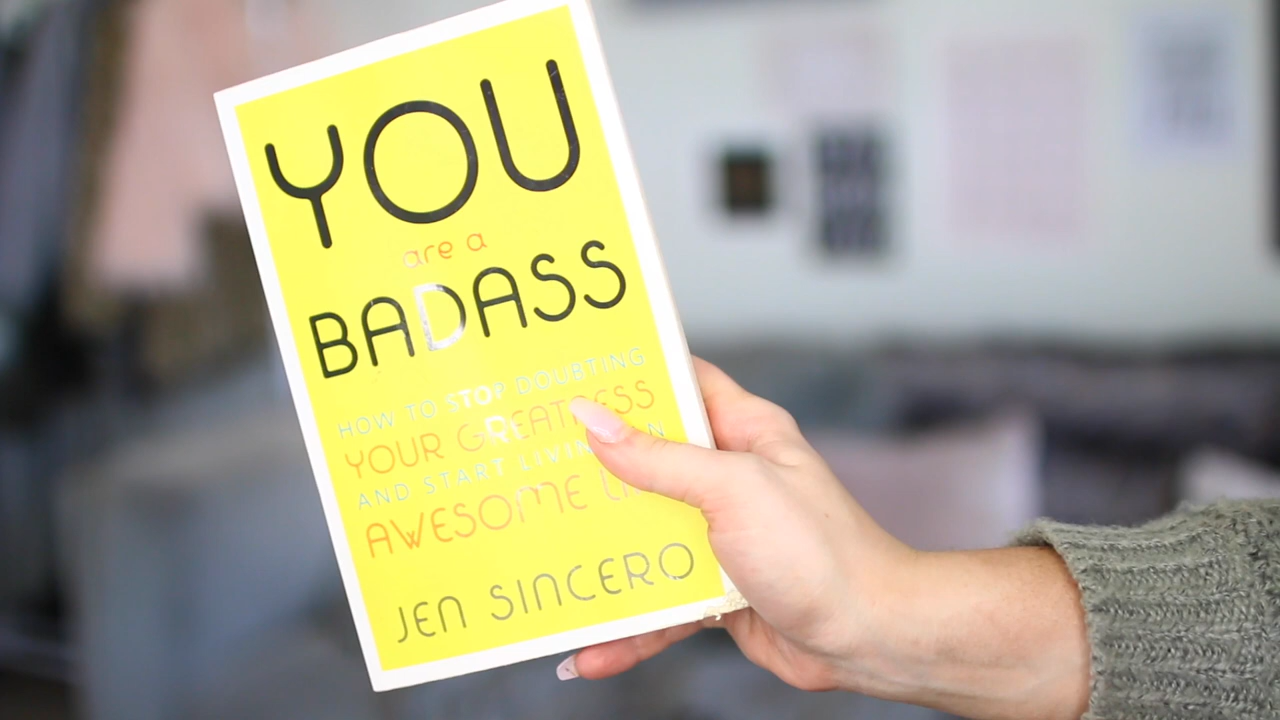 YOU
are a
BADASS
HOW TO STOP DOUBTING
YOUR GREATNESS
AND START LIVING AN
AWESOME LIFE
JEN SINCERO